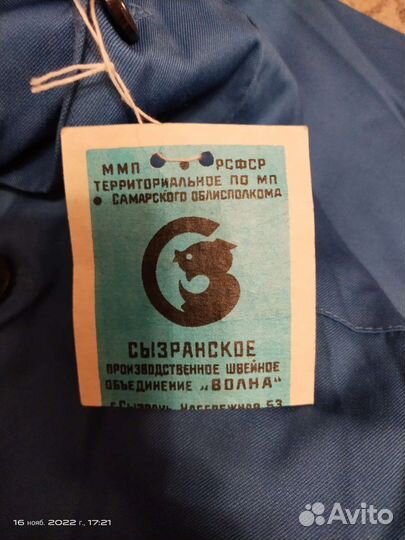 ММП • РСФСР
ТЕРРИТОРИАЛЬНОЕ ПО МП
• САМАРСКОГО ОБЛИСПОЛКОМА
СЫЗРАНСКОЕ
ПРОИЗВОДСТВЕННОЕ ШВЕЙНОЕ
ОБЪЕДИНЕНИЕ „ВОЛНА"
г. Сызрань, Набережная 53
16 нояб. 2022 г., 17:21
Avito